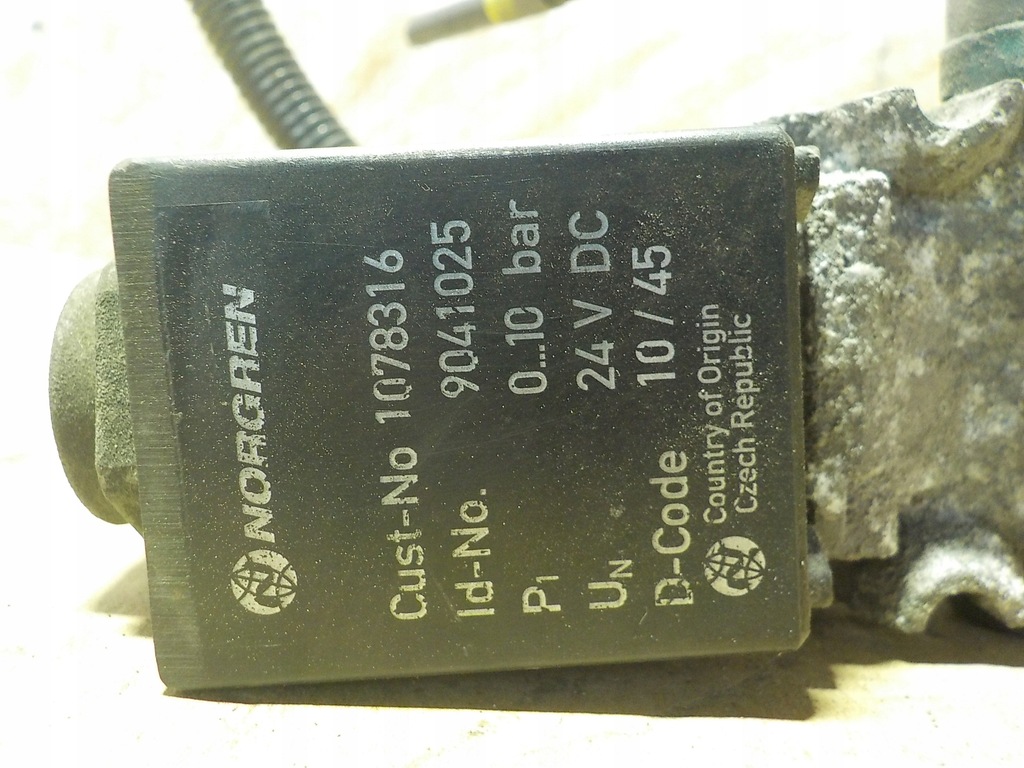 NORGREN
Cust-No 1078316
Id-No. 9041025
P1 0...10 bar
UN 24 V DC
D-Code 10 / 45
Country of Origin
Czech Republic